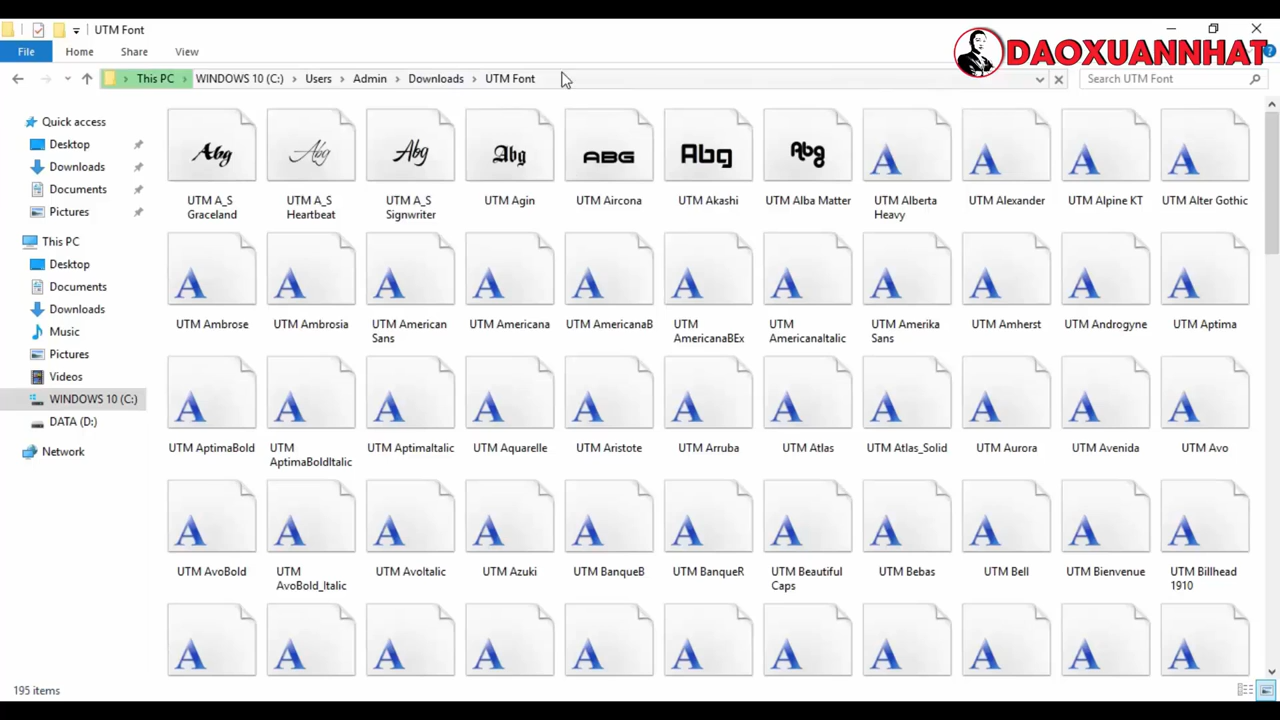 UTM Font
DAOXUANNHAT
File
Home
Share
View
This PC
WINDOWS 10 (C:)
Users
Admin
Downloads
UTM Font
Search UTM Font
Quick access
Desktop
Downloads
Documents
Pictures
This PC
Desktop
Documents
Downloads
Music
Pictures
Videos
WINDOWS 10 (C:)
DATA (D:)
Network
Abg
Abg
Abg
Abg
ABG
Abg
Abg
A
A
A
A
UTM A_S
Graceland
UTM A_S
Heartbeat
UTM A_S
Signwriter
UTM Agin
UTM Aircona
UTM Akashi
UTM Alba Matter
UTM Alberta
Heavy
UTM Alexander
UTM Alpine KT
UTM Alter Gothic
A
A
A
A
A
A
A
A
A
A
A
UTM Ambrose
UTM Ambrosia
UTM American
Sans
UTM Americana
UTM AmericanaB
UTM
AmericanaBEx
UTM
AmericanaItalic
UTM Amerika
Sans
UTM Amherst
UTM Androgyne
UTM Aptima
A
A
A
A
A
A
A
A
A
A
A
UTM AptimaBold
UTM
AptimaBoldItalic
UTM AptimaItalic
UTM Aquarelle
UTM Aristote
UTM Arruba
UTM Atlas
UTM Atlas_Solid
UTM Aurora
UTM Avenida
UTM Avo
A
A
A
A
A
A
A
A
A
A
A
UTM AvoBold
UTM
AvoBold_Italic
UTM AvoItalic
UTM Azuki
UTM BanqueB
UTM BanqueR
UTM Beautiful
Caps
UTM Bebas
UTM Bell
UTM Bienvenue
UTM Billhead
1910
A
A
A
A
A
A
A
A
A
A
A
195 items